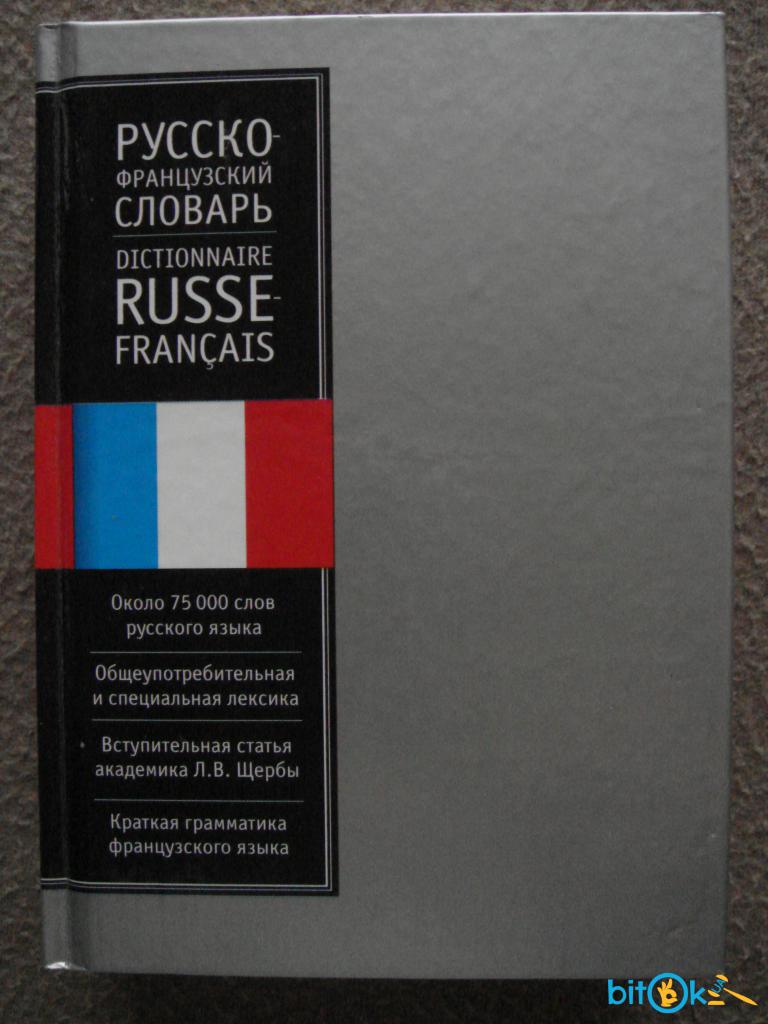 РУССКО-
ФРАНЦУЗСКИЙ
СЛОВАРЬ
DICTIONNAIRE
RUSSE-
FRANÇAIS
Около 75 000 слов
русского языка
Общеупотребительная
и специальная лексика
Вступительная статья
академика Л.В. Щербы
Краткая грамматика
французского языка
bitOk UA